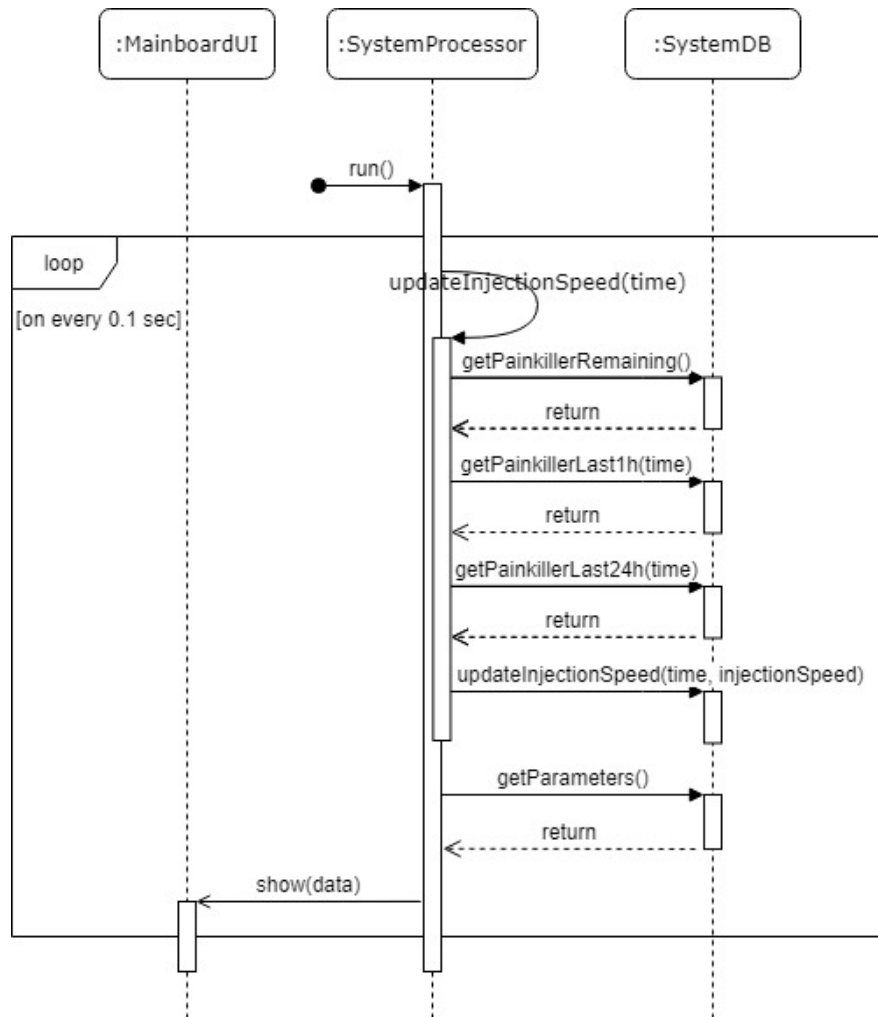 :MainboardUI
:SystemProcessor
:SystemDB
run()
loop
[on every 0.1 sec]
updateInjectionSpeed(time)
getPainkillerRemaining()
return
getPainkillerLast1h(time)
return
getPainkillerLast24h(time)
return
updateInjectionSpeed(time, injectionSpeed)
getParameters()
return
show(data)